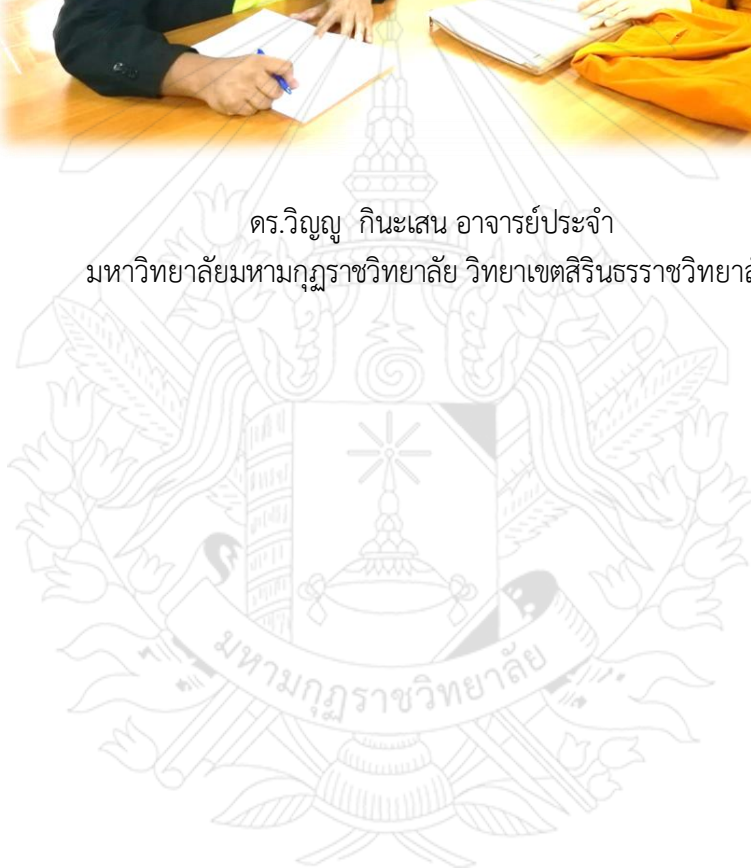 ดร.วิญญู กินะเสน อาจารย์ประจำ
มหาวิทยาลัยมหามกุฏราชวิทยาลัย วิทยาเขตสิรินธรราชวิทยาลั
มหามกุฏราชวิทยาลัย